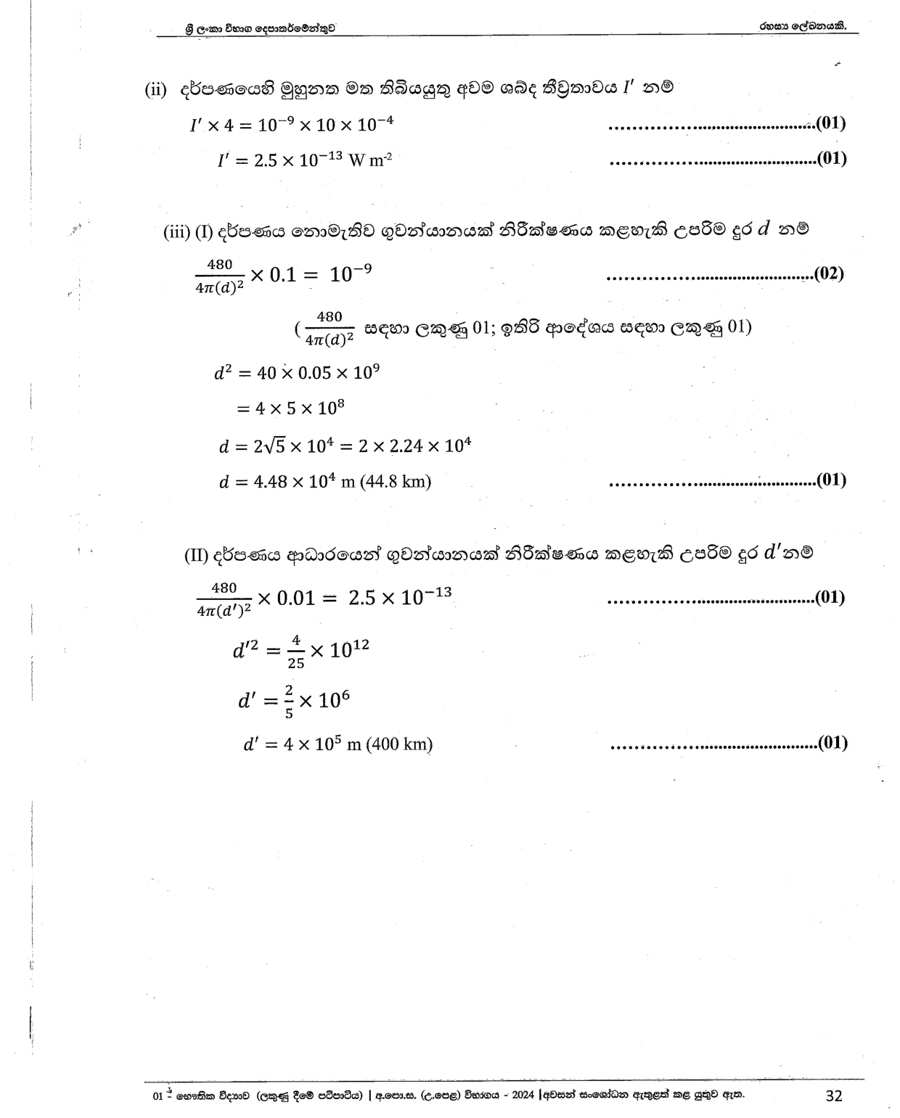 ශ්‍රී ලංකා විභාග දෙපාර්තමේන්තුව රහස්‍ය ලේඛනයකි.
(ii) දර්පණයෙහි මුහුනත මත තිබියයුතු අවම ශබ්ද තීව්‍රතාවය I′ නම්
I′ × 4 = 10⁻⁹ × 10 × 10⁻⁴ ..........................................(01)
I′ = 2.5 × 10⁻¹³ W m⁻² ..........................................(01)
(iii) (I) දර්පණය නොමැතිව ගුවන්යානයක් නිරීක්ෂණය කළහැකි උපරිම දුර d නම්
480/4π(d)² × 0.1 = 10⁻⁹ ..........................................(02)
(480/4π(d)² සඳහා ලකුණු 01; ඉතිරි ආදේශය සඳහා ලකුණු 01)
d² = 40 × 0.05 × 10⁹
= 4 × 5 × 10⁸
d = 2√5 × 10⁴ = 2 × 2.24 × 10⁴
d = 4.48 × 10⁴ m (44.8 km) ..........................................(01)
(II) දර්පණය ආධාරයෙන් ගුවන්යානයක් නිරීක්ෂණය කළහැකි උපරිම දුර d′නම්
480/4π(d′)² × 0.01 = 2.5 × 10⁻¹³ ..........................................(01)
d′² = 4/25 × 10¹²
d′ = 2/5 × 10⁶
d′ = 4 × 10⁵ m (400 km) ..........................................(01)
01 - භෞතික විද්‍යාව (ලකුණු දීමේ පටිපාටිය) | අ.පො.ස. (උ.පෙළ) විභාගය - 2024 |අවසන් සංශෝධන ඇතුළත් කළ යුතුව ඇත. 32